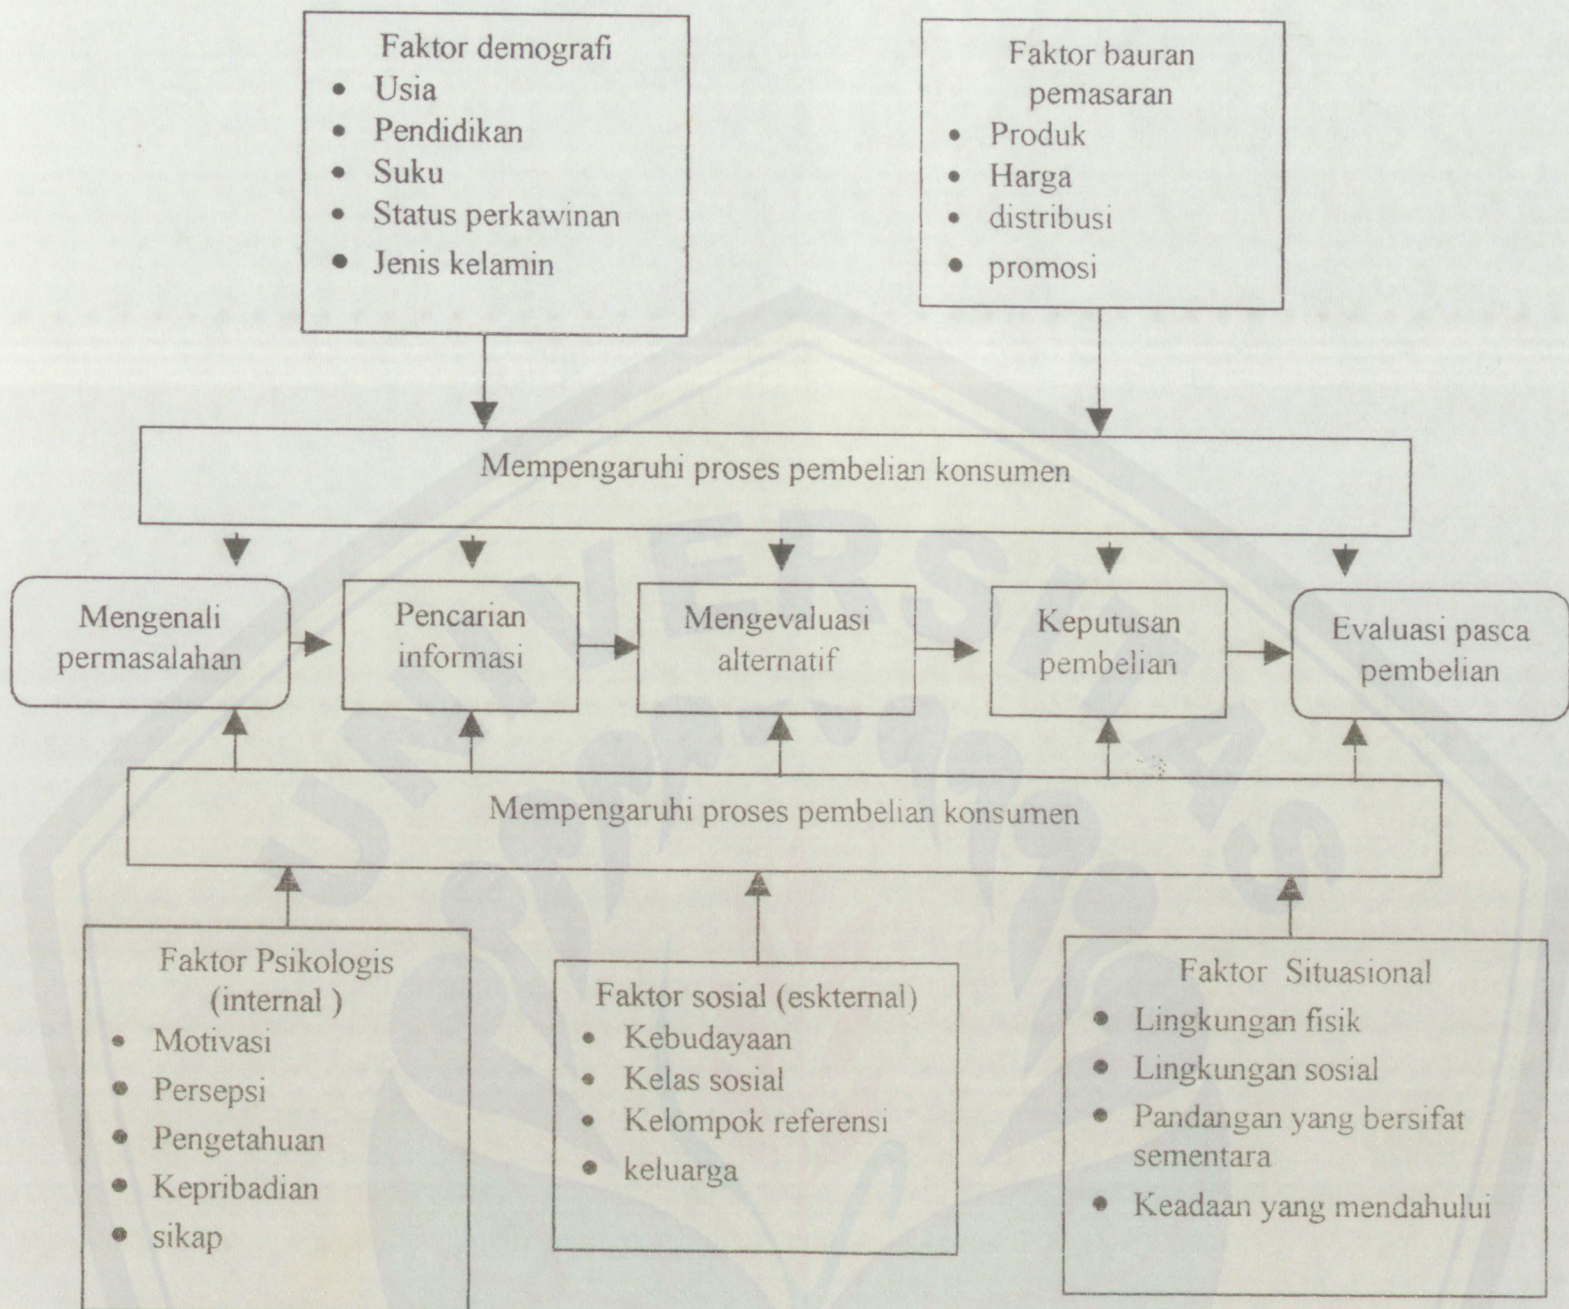 Faktor demografi
• Usia
• Pendidikan
• Suku
• Status perkawinan
• Jenis kelamin
Faktor bauran
pemasaran
• Produk
• Harga
• distribusi
• promosi
Mempengaruhi proses pembelian konsumen
Mengenali
permasalahan
Pencarian
informasi
Mengevaluasi
alternatif
Keputusan
pembelian
Evaluasi pasca
pembelian
Mempengaruhi proses pembelian konsumen
Faktor Psikologis
(internal )
• Motivasi
• Persepsi
• Pengetahuan
• Kepribadian
• sikap
Faktor sosial (eskternal)
• Kebudayaan
• Kelas sosial
• Kelompok referensi
• keluarga
Faktor Situasional
• Lingkungan fisik
• Lingkungan sosial
• Pandangan yang bersifat
sementara
• Keadaan yang mendahului
UNIVERSITAS